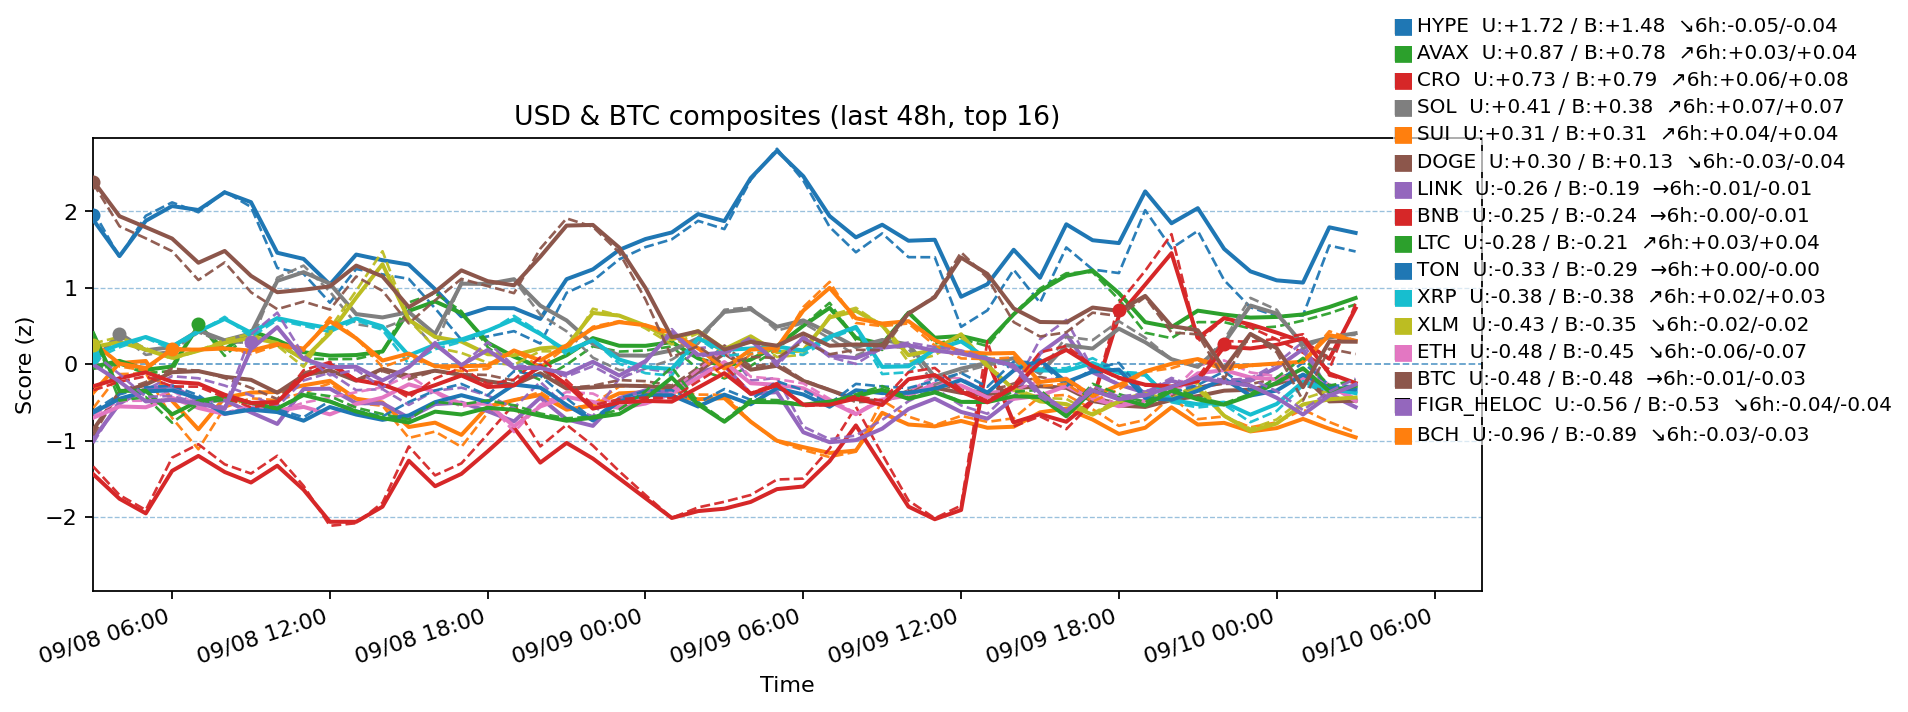 USD & BTC composites (last 48h, top 16)
HYPE U:+1.72 / B:+1.48 ↘6h:-0.05/-0.04
AVAX U:+0.87 / B:+0.78 ↗6h:+0.03/+0.04
CRO U:+0.73 / B:+0.79 ↗6h:+0.06/+0.08
SOL U:+0.41 / B:+0.38 ↗6h:+0.07/+0.07
SUI U:+0.31 / B:+0.31 ↗6h:+0.04/+0.04
DOGE U:+0.30 / B:+0.13 ↘6h:-0.03/-0.04
LINK U:-0.26 / B:-0.19 →6h:-0.01/-0.01
BNB U:-0.25 / B:-0.24 →6h:-0.00/-0.01
LTC U:-0.28 / B:-0.21 ↗6h:+0.03/+0.04
TON U:-0.33 / B:-0.29 →6h:+0.00/-0.00
XRP U:-0.38 / B:-0.38 ↗6h:+0.02/+0.03
XLM U:-0.43 / B:-0.35 ↘6h:-0.02/-0.02
ETH U:-0.48 / B:-0.45 ↘6h:-0.06/-0.07
BTC U:-0.48 / B:-0.48 →6h:-0.01/-0.03
FIGR_HELOC U:-0.56 / B:-0.53 ↘6h:-0.04/-0.04
BCH U:-0.96 / B:-0.89 ↘6h:-0.03/-0.03
Score (z)
2
1
0
−1
−2
09/08 06:00
09/08 12:00
09/08 18:00
09/09 00:00
09/09 06:00
09/09 12:00
09/09 18:00
09/10 00:00
09/10 06:00
Time